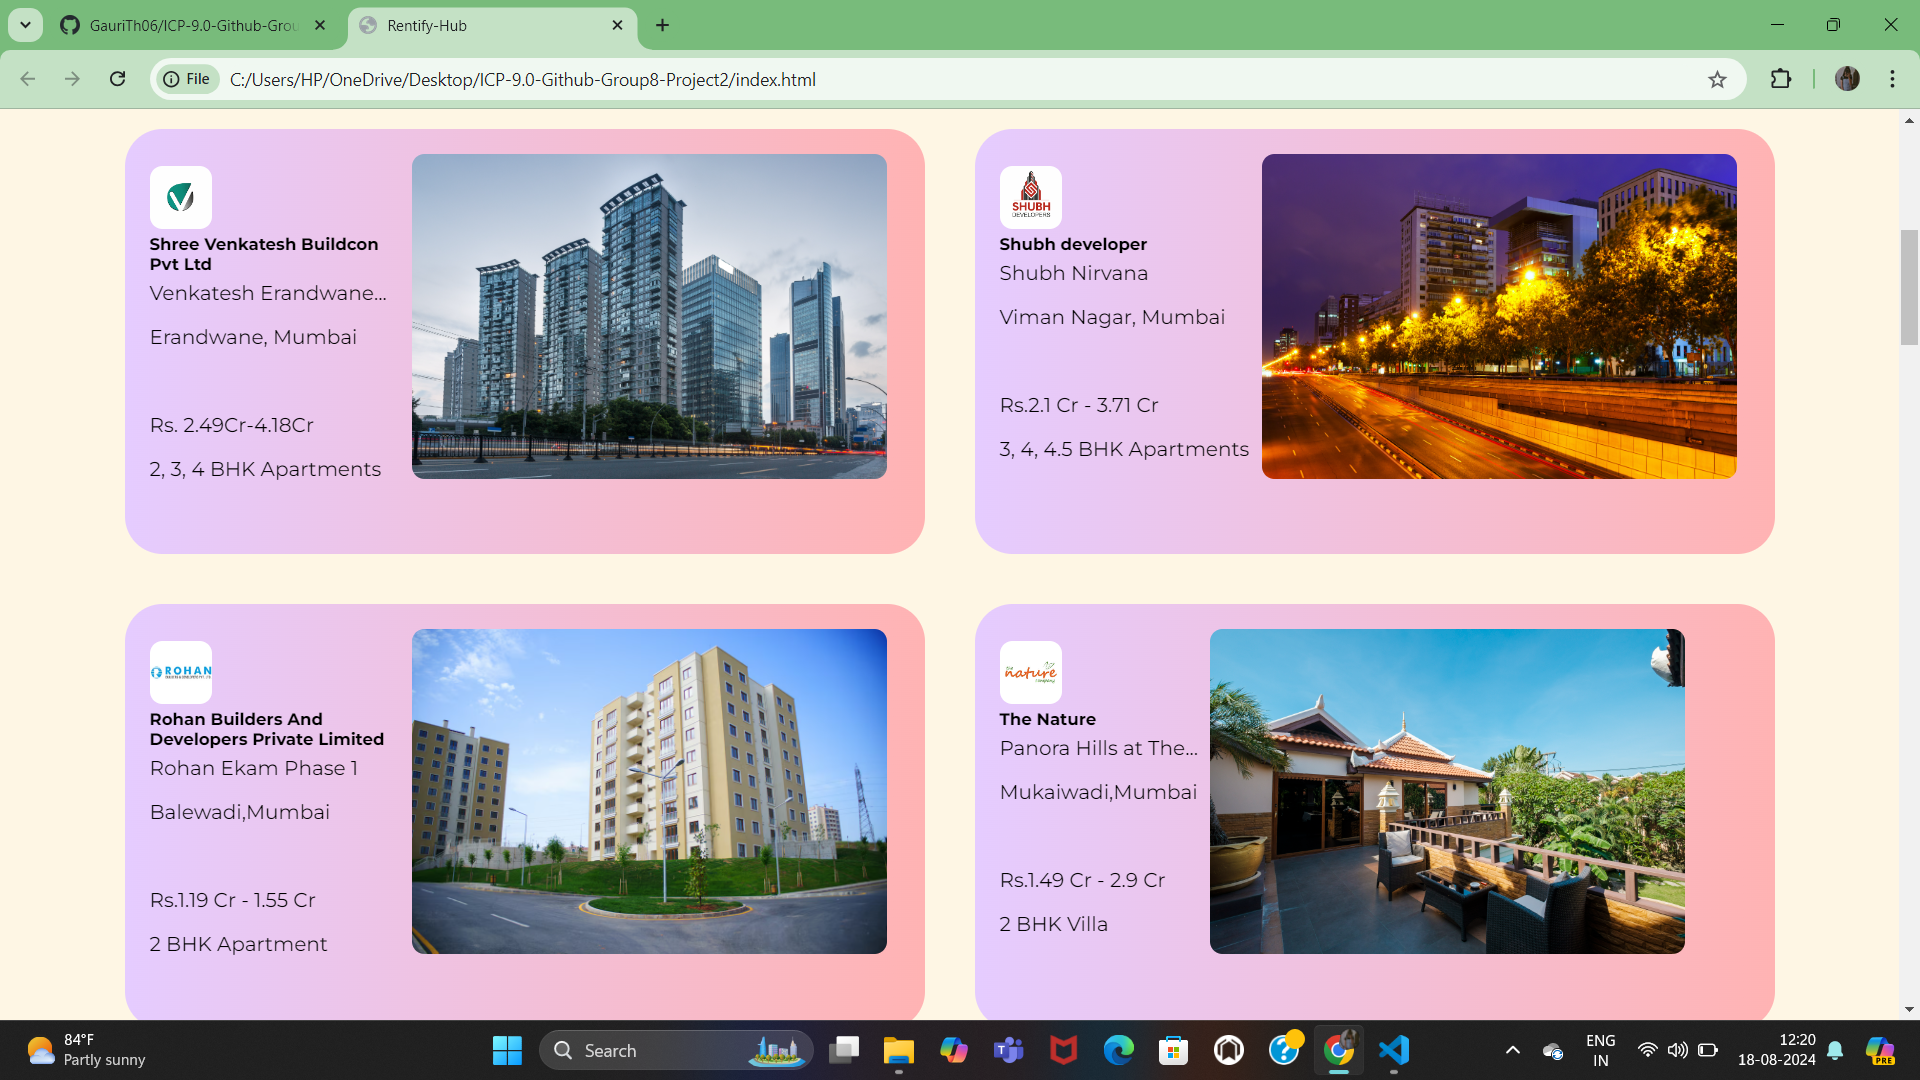 GauriTh06/ICP-9.0-Github-Grou
Rentify-Hub
File
C:/Users/HP/OneDrive/Desktop/ICP-9.0-Github-Group8-Project2/index.html
Shree Venkatesh Buildcon
Pvt Ltd
Venkatesh Erandwane...
Erandwane, Mumbai
Rs. 2.49Cr-4.18Cr
2, 3, 4 BHK Apartments
SHUBH
DEVELOPERS
Shubh developer
Shubh Nirvana
Viman Nagar, Mumbai
Rs.2.1 Cr - 3.71 Cr
3, 4, 4.5 BHK Apartments
ROHAN
Rohan Builders And
Developers Private Limited
Rohan Ekam Phase 1
Balewadi,Mumbai
Rs.1.19 Cr - 1.55 Cr
2 BHK Apartment
nature
The Nature
Panora Hills at The...
Mukaiwadi,Mumbai
Rs.1.49 Cr - 2.9 Cr
2 BHK Villa
84°F
Partly sunny
Search
ENG
IN
12:20
18-08-2024
PRE